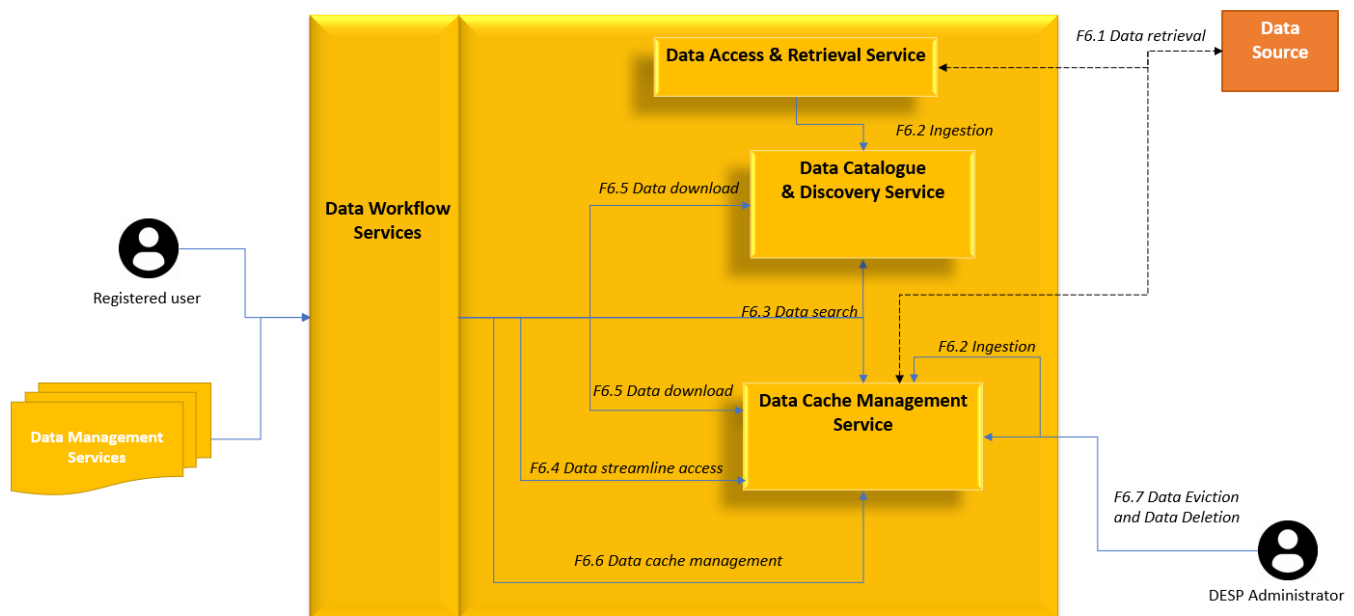 F6.1 Data retrieval
Data
Source
Data Access & Retrieval Service
F6.2 Ingestion
Data Catalogue
& Discovery Service
F6.5 Data download
Data Workflow
Services
Registered user
F6.3 Data search
F6.2 Ingestion
F6.5 Data download
Data Cache Management
Service
Data Management
Services
F6.4 Data streamline access
F6.7 Data Eviction
and Data Deletion
F6.6 Data cache management
DESP Administrator